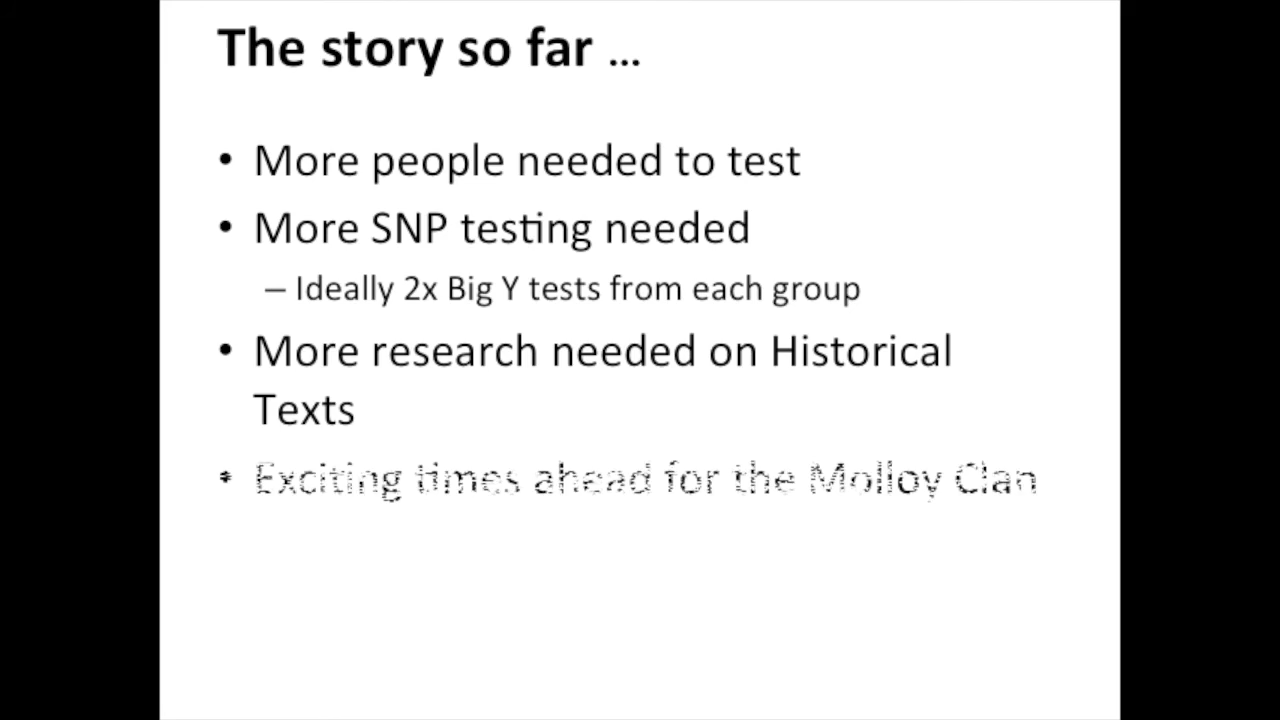 The story so far ...
• More people needed to test
• More SNP testing needed
– Ideally 2x Big Y tests from each group
• More research needed on Historical
Texts
• Exciting times ahead for the Molloy Clan